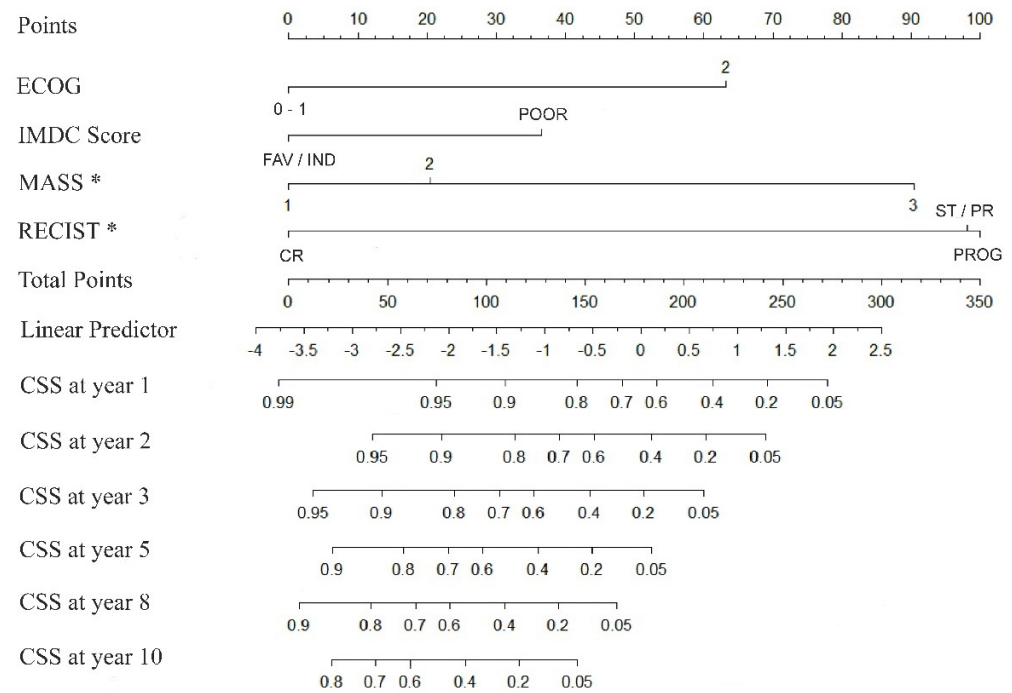 Points 0 10 20 30 40 50 60 70 80 90 100
2
ECOG
0 - 1
POOR
IMDC Score
FAV / IND
2
MASS *
1 3
ST / PR
RECIST *
CR PROG
Total Points
0 50 100 150 200 250 300 350
Linear Predictor
-4 -3.5 -3 -2.5 -2 -1.5 -1 -0.5 0 0.5 1 1.5 2 2.5
CSS at year 1
0.99 0.95 0.9 0.8 0.7 0.6 0.4 0.2 0.05
CSS at year 2
0.95 0.9 0.8 0.7 0.6 0.4 0.2 0.05
CSS at year 3
0.95 0.9 0.8 0.7 0.6 0.4 0.2 0.05
CSS at year 5
0.9 0.8 0.7 0.6 0.4 0.2 0.05
CSS at year 8
0.9 0.8 0.7 0.6 0.4 0.2 0.05
CSS at year 10
0.8 0.7 0.6 0.4 0.2 0.05